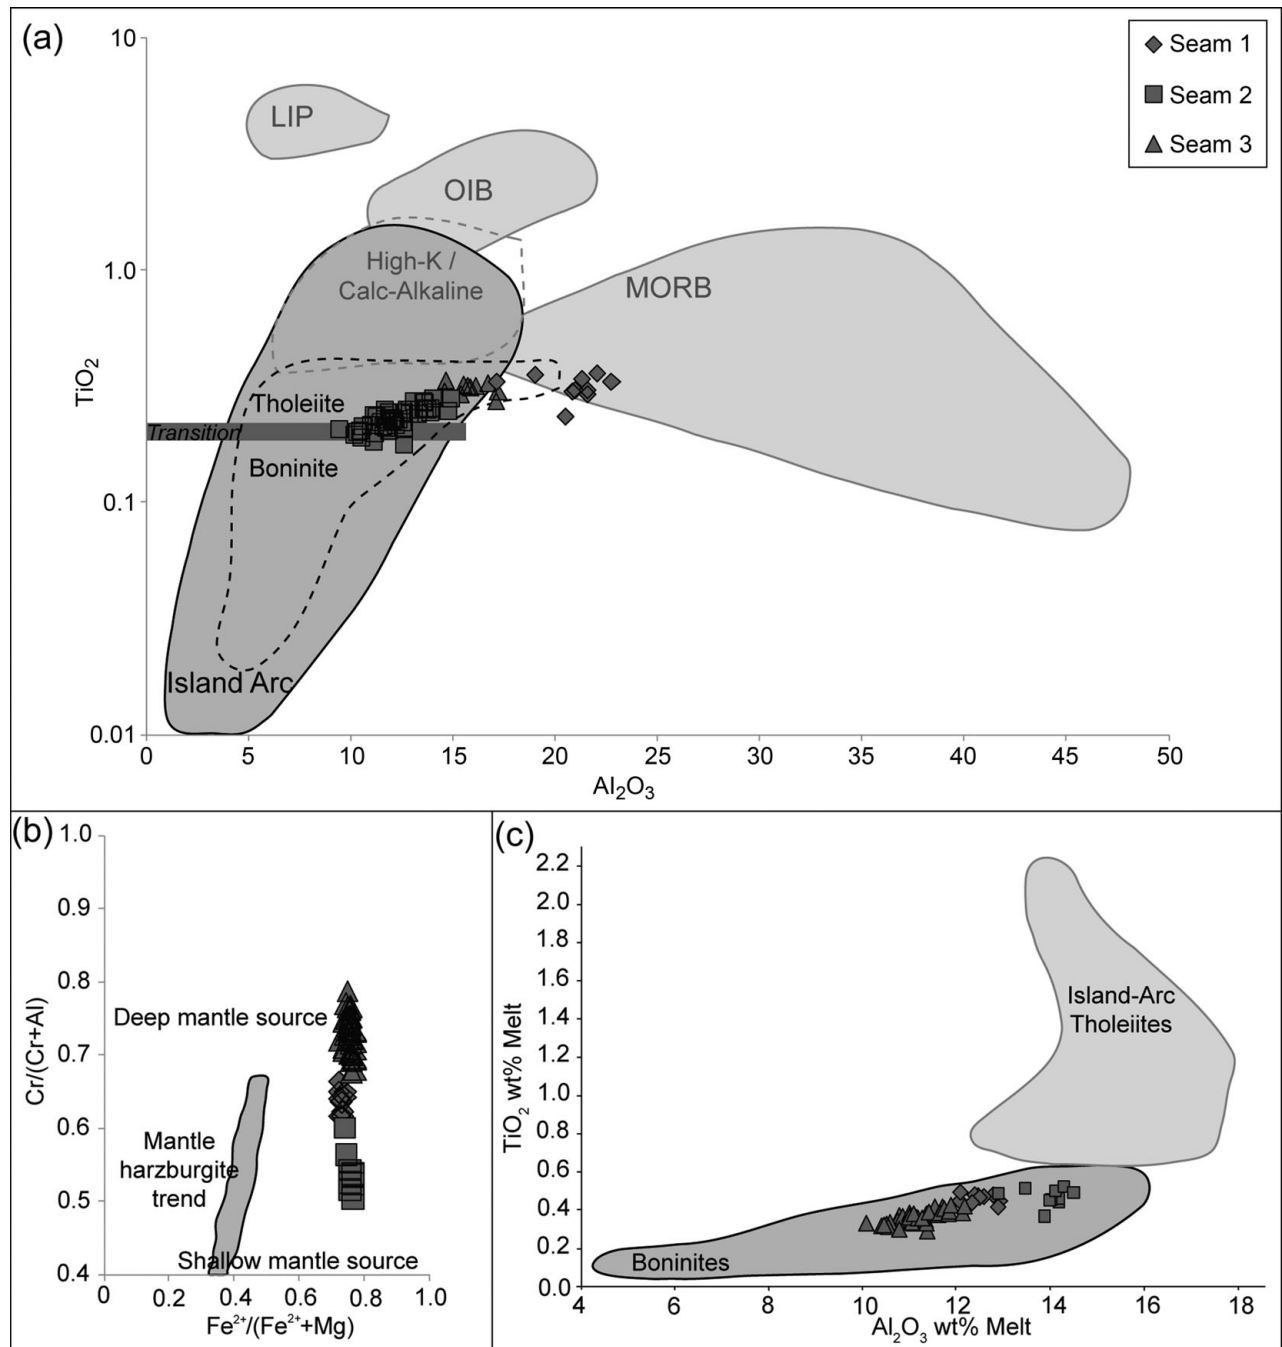 (a)
10
1.0
0.1
0.01
TiO₂
0
5
10
15
20
25
30
35
40
45
50
Al₂O₃
LIP
OIB
High-K /
Calc-Alkaline
MORB
Tholeiite
Transition
Boninite
Island Arc
Seam 1
Seam 2
Seam 3
(b)
1.0
0.9
0.8
0.7
0.6
0.5
0.4
Cr/(Cr+Al)
Deep mantle source
Mantle
harzburgite
trend
Shallow mantle source
0
0.2
0.4
0.6
0.8
1.0
Fe²⁺/(Fe²⁺+Mg)
(c)
2.2
2.0
1.8
1.6
1.4
1.2
1.0
0.8
0.6
0.4
0.2
0.0
TiO₂ wt% Melt
Island-Arc
Tholeiites
Boninites
4
6
8
10
12
14
16
18
Al₂O₃ wt% Melt